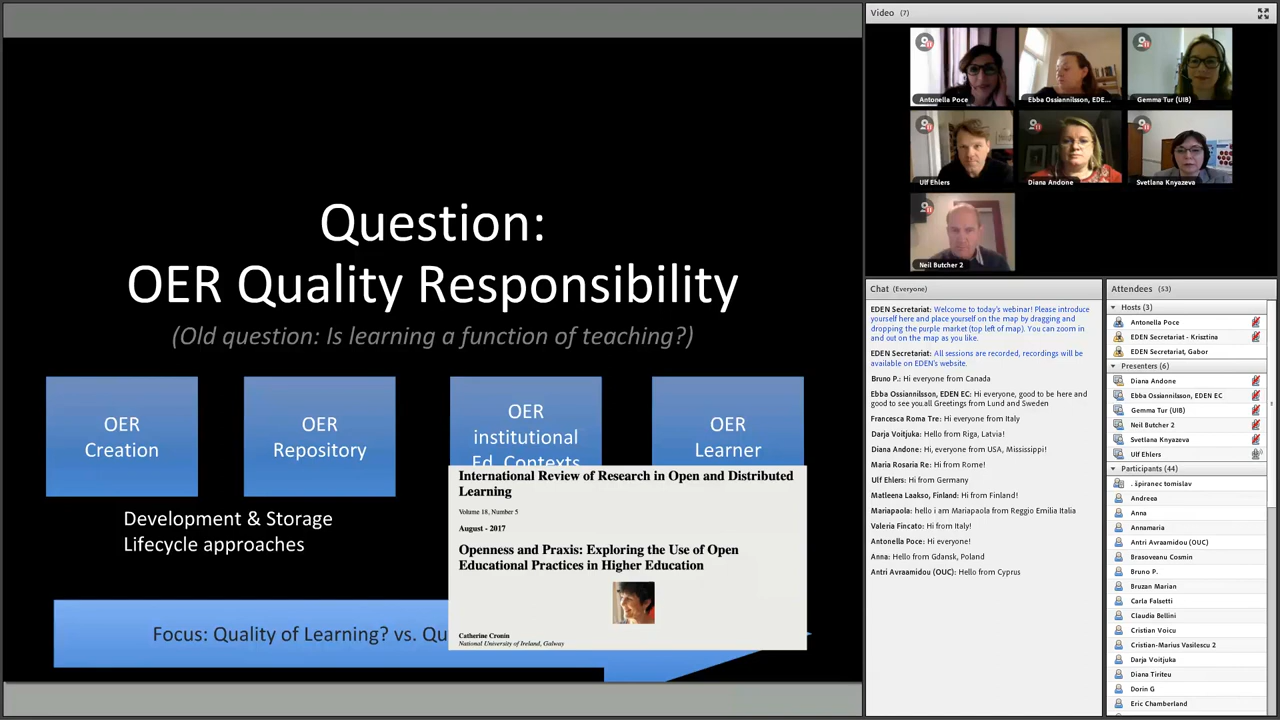 Question:
OER Quality Responsibility
(Old question: Is learning a function of teaching?)
OER
Creation
OER
Repository
OER
institutional
Ed. Contexts
OER
Learner
Development & Storage
Lifecycle approaches
International Review of Research in Open and Distributed
Learning
Volume 18, Number 5
August - 2017
Openness and Praxis: Exploring the Use of Open
Educational Practices in Higher Education
Catherine Cronin
National University of Ireland, Galway
Focus: Quality of Learning? vs. Qu
Video (7)
Antonella Poce
Ebba Ossiannilsson, EDE...
Gemma Tur (UIB)
Ulf Ehlers
Diana Andone
Svetlana Knyazeva
Neil Butcher 2
Chat (Everyone)
EDEN Secretariat: Welcome to today's webinar! Please introduce
yourself here and place yourself on the map by dragging and
dropping the purple market (top left of map). You can zoom in
and out on the map as you like.
EDEN Secretariat: All sessions are recorded, recordings will be
available on EDEN's website.
Bruno P.: Hi everyone from Canada
Ebba Ossiannilsson, EDEN EC: Hi everyone, good to be here and
good to see you.all Greetings from Lund and Sweden
Francesca Roma Tre: Hi everyone from Italy
Darja Voitjuka: Hello from Riga, Latvia!
Diana Andone: Hi, everyone from USA, Mississippi!
Maria Rosaria Re: Hi from Rome!
Ulf Ehlers: Hi from Germany
Matleena Laakso, Finland: Hi from Finland!
Mariapaola: hello i am Mariapaola from Reggio Emilia Italia
Valeria Fincato: Hi from Italy!
Antonella Poce: Hi everyone!
Anna: Hello from Gdansk, Poland
Antri Avraamidou (OUC): Hello from Cyprus
Attendees (53)
Hosts (3)
Antonella Poce
EDEN Secretariat - Krisztina
EDEN Secretariat, Gabor
Presenters (6)
Diana Andone
Ebba Ossiannilsson, EDEN EC
Gemma Tur (UIB)
Neil Butcher 2
Svetlana Knyazeva
Ulf Ehlers
Participants (44)
. špiranec tomislav
Andreea
Anna
Annamaria
Antri Avraamidou (OUC)
Brasoveanu Cosmin
Bruno P.
Bruzan Marian
Carla Falsetti
Claudia Bellini
Cristian Voicu
Cristian-Marius Vasilescu 2
Darja Voitjuka
Diana Tiriteu
Dorin G
Eric Chamberland